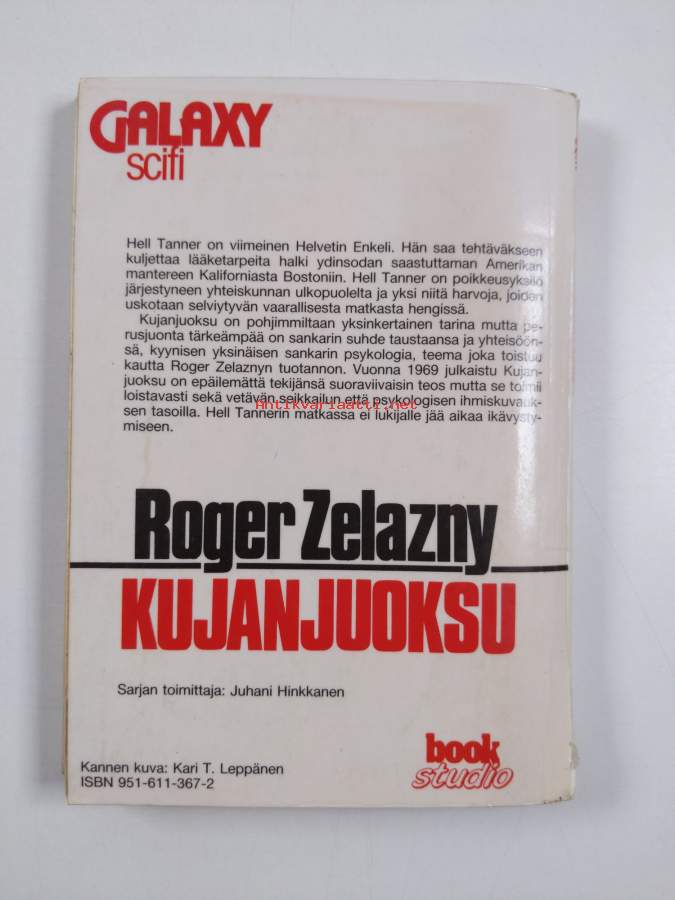 GALAXY
scifi
Hell Tanner on viimeinen Helvetin Enkeli. Hän saa tehtäväkseen
kuljettaa lääketarpeita halki ydinsodan saastuttaman Amerikan
mantereen Kaliforniasta Bostoniin. Hell Tanner on poikkeusyksilö
järjestyneen yhteiskunnan ulkopuolelta ja yksi niitä harvoja, joiden
uskotaan selviytyvän vaarallisesta matkasta hengissä.
Kujanjuoksu on pohjimmiltaan yksinkertainen tarina mutta pe-
rusjuonta tärkeämpää on sankarin suhde taustaansa ja yhteisöön-
sä, kyynisen yksinäisen sankarin psykologia, teema joka toistuu
kautta Roger Zelaznyn tuotannon. Vuonna 1969 julkaistu Kujan-
juoksu on epäilemättä tekijänsä suoraviivaisin teos mutta se toimii
loistavasti sekä vetävän seikkailun että psykologisen ihmiskuvauk-
sen tasoilla. Hell Tannerin matkassa ei lukijalle jää aikaa ikävysty-
miseen.
Antikvariaatti.net
Roger Zelazny
KUJANJUOKSU
Sarjan toimittaja: Juhani Hinkkanen
book
studio
Kannen kuva: Kari T. Leppänen
ISBN 951-611-367-2